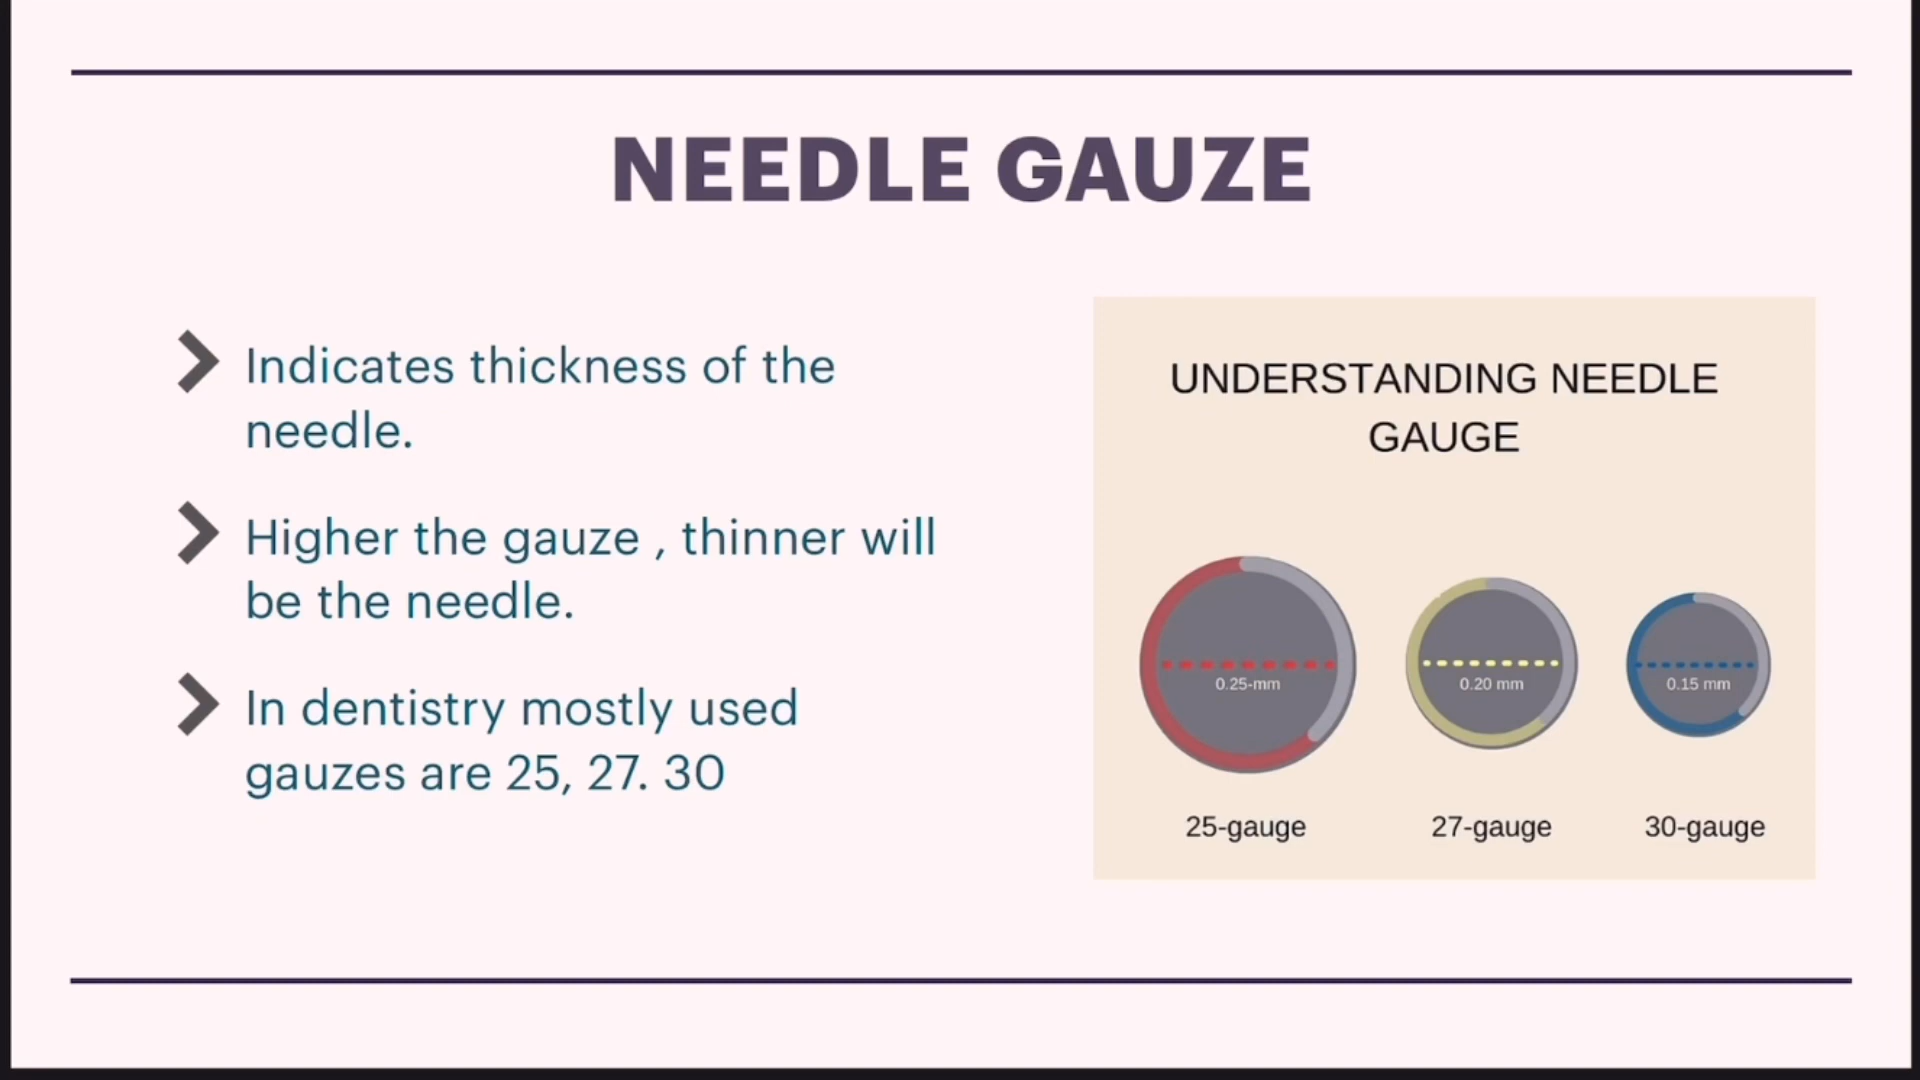 NEEDLE GAUZE
Indicates thickness of the
needle.
Higher the gauze , thinner will
be the needle.
In dentistry mostly used
gauzes are 25, 27. 30
UNDERSTANDING NEEDLE
GAUGE
0.25-mm
0.20 mm
0.15 mm
25-gauge
27-gauge
30-gauge